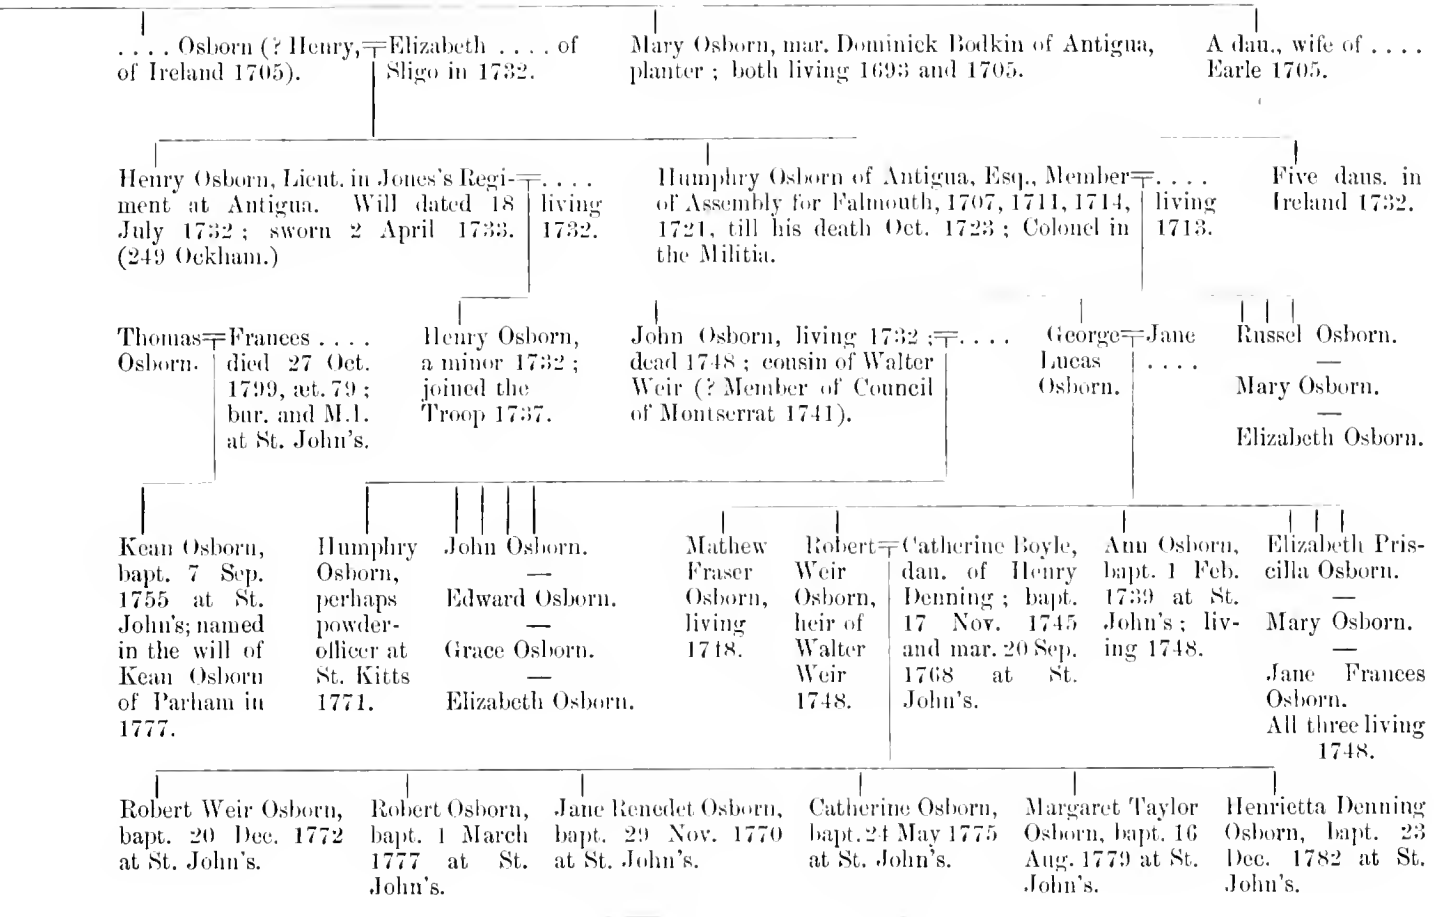 . . . . Osborn (? Henry,
of Ireland 1705).
Elizabeth . . . . of
Sligo in 1732.
Mary Osborn, mar. Dominick Bodkin of Antigua,
planter ; both living 1693 and 1705.
A dau., wife of . . . .
Earle 1705.
Henry Osborn, Lieut. in Jones's Regi-
ment at Antigua. Will dated 18
July 1732 ; sworn 2 April 1733.
(249 Ockham.)
. . . .
living
1732.
Humphry Osborn of Antigua, Esq., Member
of Assembly for Falmouth, 1707, 1711, 1714,
1721, till his death Oct. 1723 ; Colonel in
the Militia.
. . . .
living
1713.
Five daus. in
Ireland 1732.
Thomas
Osborn.
Frances . . . .
died 27 Oct.
1799, æt. 79 ;
bur. and M.I.
at St. John's.
Henry Osborn,
a minor 1732 ;
joined the
Troop 1737.
John Osborn, living 1732 ;
dead 1748 ; cousin of Walter
Weir (? Member of Council
of Montserrat 1741).
. . . .
George
Lucas
Osborn.
Jane
. . . .
Russel Osborn.
—
Mary Osborn.
—
Elizabeth Osborn.
Kean Osborn,
bapt. 7 Sep.
1755 at St.
John's; named
in the will of
Kean Osborn
of Parham in
1777.
Humphry
Osborn,
perhaps
powder-
officer at
St. Kitts
1771.
John Osborn.
—
Edward Osborn.
—
Grace Osborn.
—
Elizabeth Osborn.
Mathew
Fraser
Osborn,
living
1748.
Robert
Weir
Osborn,
heir of
Walter
Weir
1748.
Catherine Boyle,
dau. of Henry
Denning ; bapt.
17 Nov. 1745
and mar. 20 Sep.
1768 at St.
John's.
Ann Osborn,
bapt. 1 Feb.
1739 at St.
John's ; liv-
ing 1748.
Elizabeth Pris-
cilla Osborn.
—
Mary Osborn.
—
Jane Frances
Osborn.
All three living
1748.
Robert Weir Osborn,
bapt. 20 Dec. 1772
at St. John's.
Robert Osborn,
bapt. 1 March
1777 at St.
John's.
Jane Renedet Osborn,
bapt. 29 Nov. 1770
at St. John's.
Catherine Osborn,
bapt. 24 May 1775
at St. John's.
Margaret Taylor
Osborn, bapt. 16
Aug. 1779 at St.
John's.
Henrietta Denning
Osborn, bapt. 23
Dec. 1782 at St.
John's.